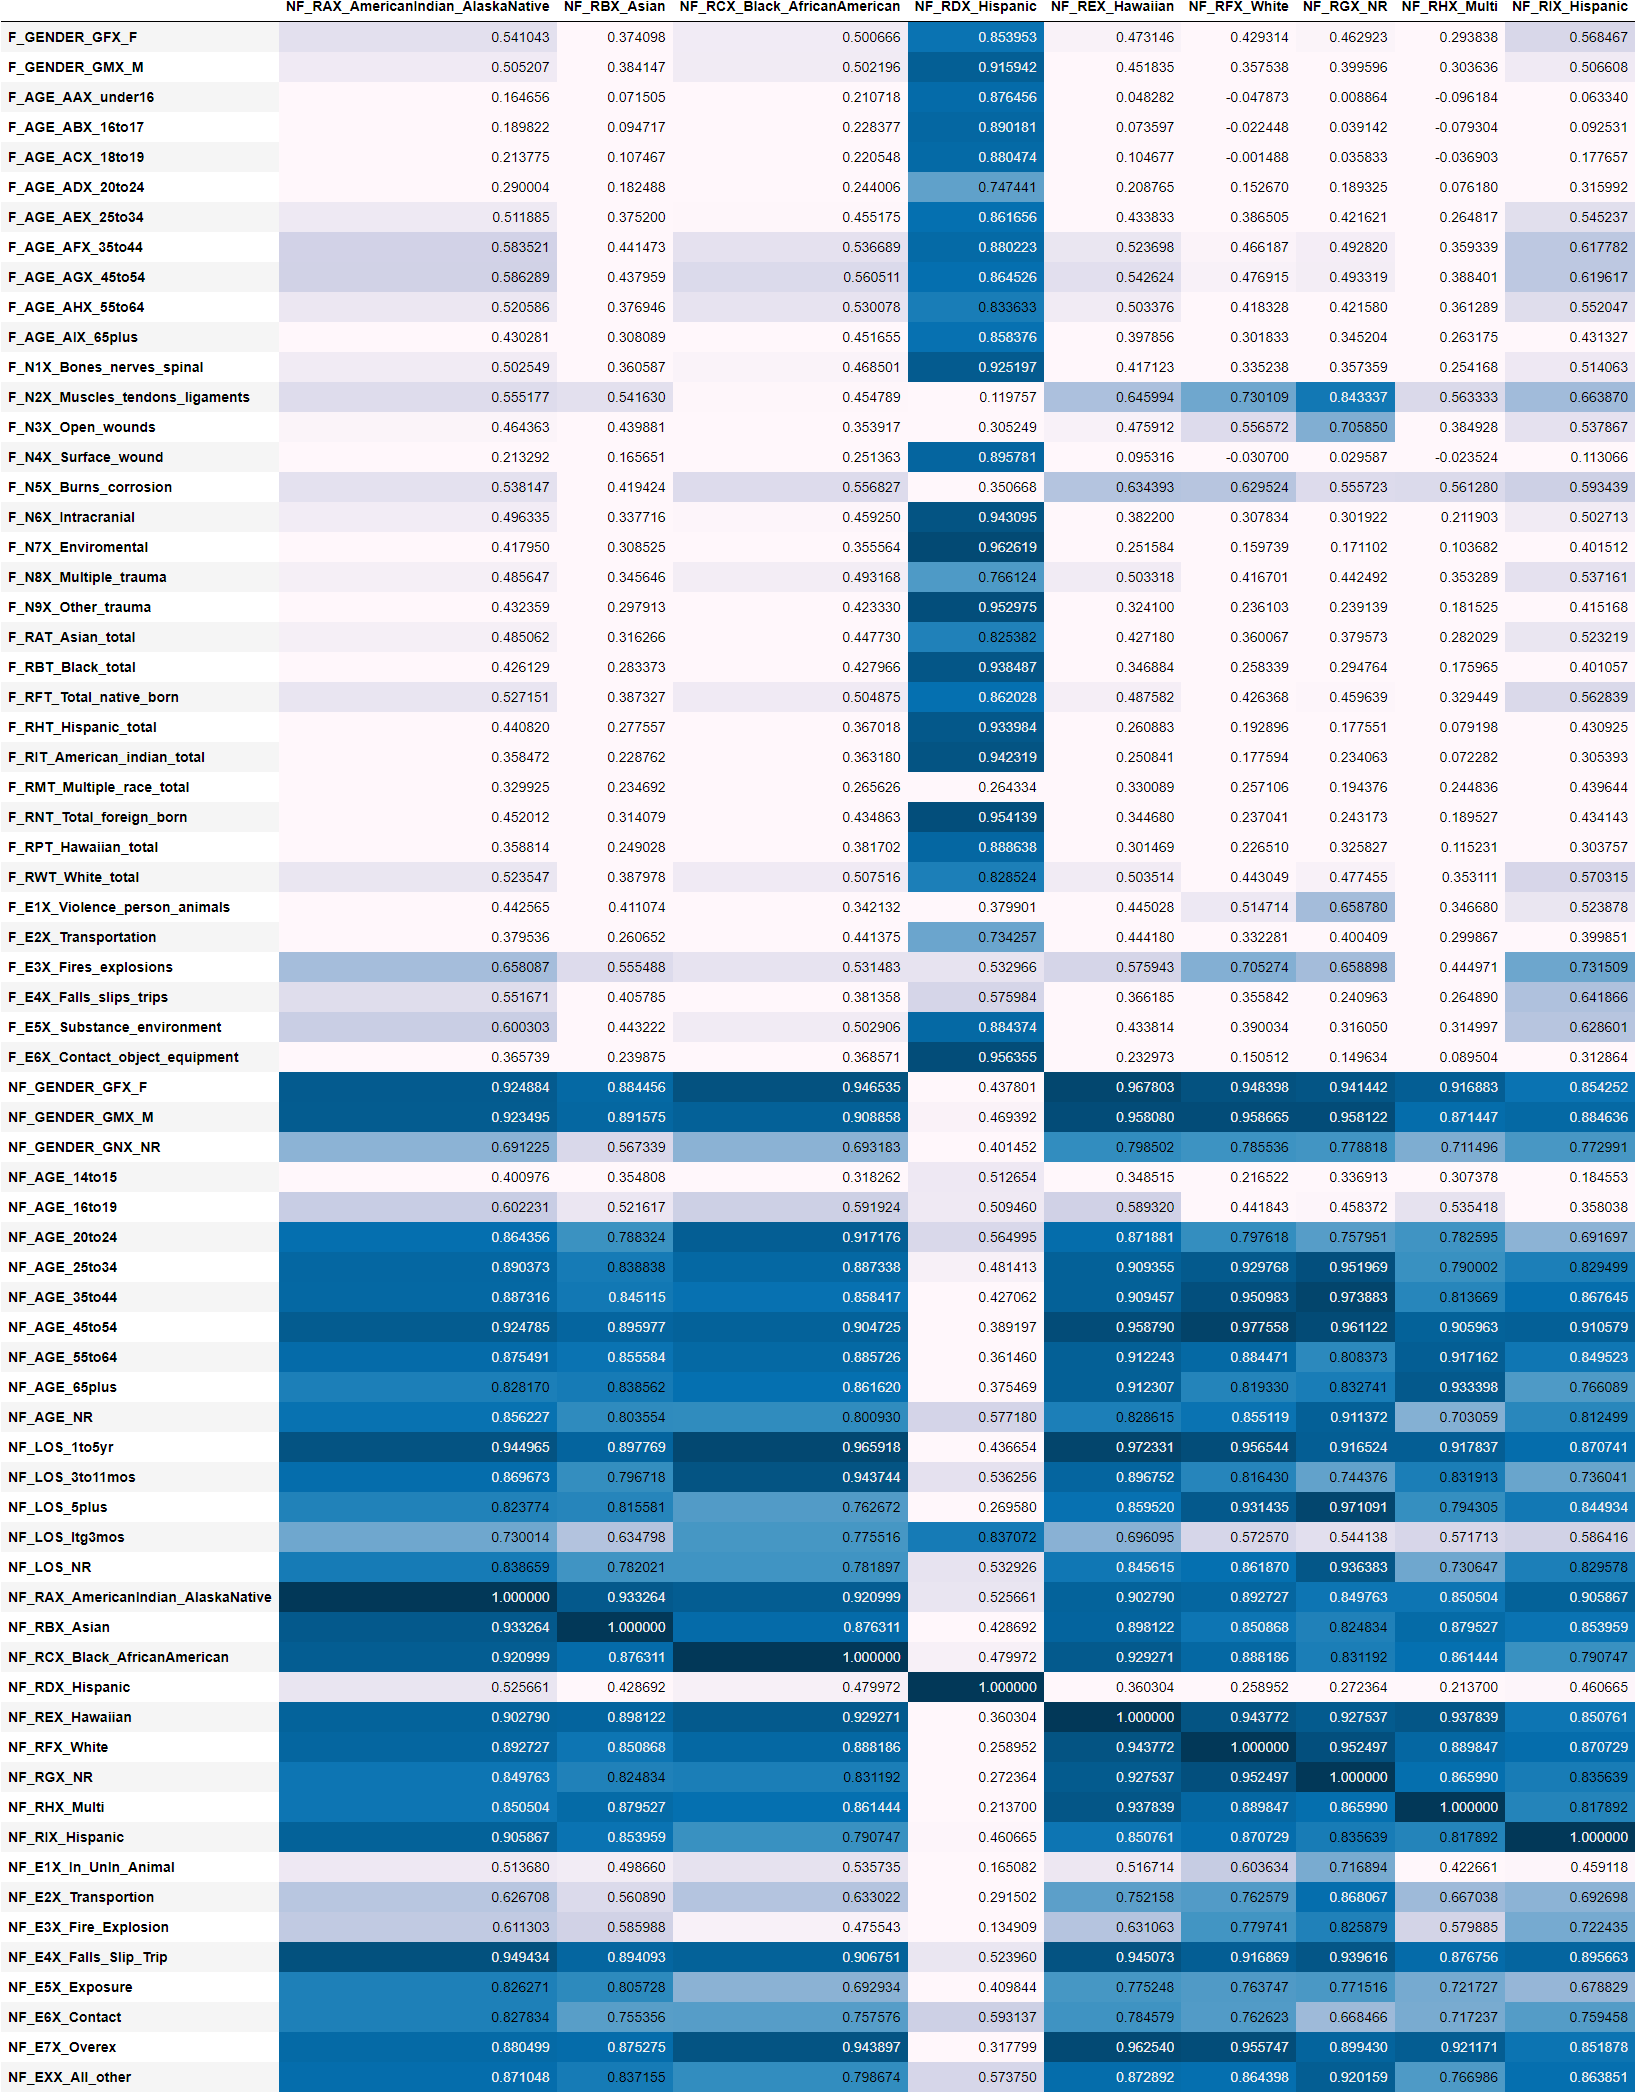 NF_RAX_AmericanIndian_AlaskaNative NF_RBX_Asian NF_RCX_Black_AfricanAmerican NF_RDX_Hispanic NF_REX_Hawaiian NF_RFX_White NF_RGX_NR NF_RHX_Multi NF_RIX_Hispanic
F_GENDER_GFX_F 0.541043 0.374098 0.500666 0.853953 0.473146 0.429314 0.462923 0.293838 0.568467
F_GENDER_GMX_M 0.505207 0.384147 0.502196 0.915942 0.451835 0.357538 0.399596 0.303636 0.506608
F_AGE_AAX_under16 0.164656 0.071505 0.210718 0.876456 0.048282 -0.047873 0.008864 -0.096184 0.063340
F_AGE_ABX_16to17 0.189822 0.094717 0.228377 0.890181 0.073597 -0.022448 0.039142 -0.079304 0.092531
F_AGE_ACX_18to19 0.213775 0.107467 0.220548 0.880474 0.104677 -0.001488 0.035833 -0.036903 0.177657
F_AGE_ADX_20to24 0.290004 0.182488 0.244006 0.747441 0.208765 0.152670 0.189325 0.076180 0.315992
F_AGE_AEX_25to34 0.511885 0.375200 0.455175 0.861656 0.433833 0.386505 0.421621 0.264817 0.545237
F_AGE_AFX_35to44 0.583521 0.441473 0.536689 0.880223 0.523698 0.466187 0.492820 0.359339 0.617782
F_AGE_AGX_45to54 0.586289 0.437959 0.560511 0.864526 0.542624 0.476915 0.493319 0.388401 0.619617
F_AGE_AHX_55to64 0.520586 0.376946 0.530078 0.833633 0.503376 0.418328 0.421580 0.361289 0.552047
F_AGE_AIX_65plus 0.430281 0.308089 0.451655 0.858376 0.397856 0.301833 0.345204 0.263175 0.431327
F_N1X_Bones_nerves_spinal 0.502549 0.360587 0.468501 0.925197 0.417123 0.335238 0.357359 0.254168 0.514063
F_N2X_Muscles_tendons_ligaments 0.555177 0.541630 0.454789 0.119757 0.645994 0.730109 0.843337 0.563333 0.663870
F_N3X_Open_wounds 0.464363 0.439881 0.353917 0.305249 0.475912 0.556572 0.705850 0.384928 0.537867
F_N4X_Surface_wound 0.213292 0.165651 0.251363 0.895781 0.095316 -0.030700 0.029587 -0.023524 0.113066
F_N5X_Burns_corrosion 0.538147 0.419424 0.556827 0.350668 0.634393 0.629524 0.555723 0.561280 0.593439
F_N6X_Intracranial 0.496335 0.337716 0.459250 0.943095 0.382200 0.307834 0.301922 0.211903 0.502713
F_N7X_Enviromental 0.417950 0.308525 0.355564 0.962619 0.251584 0.159739 0.171102 0.103682 0.401512
F_N8X_Multiple_trauma 0.485647 0.345646 0.493168 0.766124 0.503318 0.416701 0.442492 0.353289 0.537161
F_N9X_Other_trauma 0.432359 0.297913 0.423330 0.952975 0.324100 0.236103 0.239139 0.181525 0.415168
F_RAT_Asian_total 0.485062 0.316266 0.447730 0.825382 0.427180 0.360067 0.379573 0.282029 0.523219
F_RBT_Black_total 0.426129 0.283373 0.427966 0.938487 0.346884 0.258339 0.294764 0.175965 0.401057
F_RFT_Total_native_born 0.527151 0.387327 0.504875 0.862028 0.487582 0.426368 0.459639 0.329449 0.562839
F_RHT_Hispanic_total 0.440820 0.277557 0.367018 0.933984 0.260883 0.192896 0.177551 0.079198 0.430925
F_RIT_American_indian_total 0.358472 0.228762 0.363180 0.942319 0.250841 0.177594 0.234063 0.072282 0.305393
F_RMT_Multiple_race_total 0.329925 0.234692 0.265626 0.264334 0.330089 0.257106 0.194376 0.244836 0.439644
F_RNT_Total_foreign_born 0.452012 0.314079 0.434863 0.954139 0.344680 0.237041 0.243173 0.189527 0.434143
F_RPT_Hawaiian_total 0.358814 0.249028 0.381702 0.888638 0.301469 0.226510 0.325827 0.115231 0.303757
F_RWT_White_total 0.523547 0.387978 0.507516 0.828524 0.503514 0.443049 0.477455 0.353111 0.570315
F_E1X_Violence_person_animals 0.442565 0.411074 0.342132 0.379901 0.445028 0.514714 0.658780 0.346680 0.523878
F_E2X_Transportation 0.379536 0.260652 0.441375 0.734257 0.444180 0.332281 0.400409 0.299867 0.399851
F_E3X_Fires_explosions 0.658087 0.555488 0.531483 0.532966 0.575943 0.705274 0.658898 0.444971 0.731509
F_E4X_Falls_slips_trips 0.551671 0.405785 0.381358 0.575984 0.366185 0.355842 0.240963 0.264890 0.641866
F_E5X_Substance_environment 0.600303 0.443222 0.502906 0.884374 0.433814 0.390034 0.316050 0.314997 0.628601
F_E6X_Contact_object_equipment 0.365739 0.239875 0.368571 0.956355 0.232973 0.150512 0.149634 0.089504 0.312864
NF_GENDER_GFX_F 0.924884 0.884456 0.946535 0.437801 0.967803 0.948398 0.941442 0.916883 0.854252
NF_GENDER_GMX_M 0.923495 0.891575 0.908858 0.469392 0.958080 0.958665 0.958122 0.871447 0.884636
NF_GENDER_GNX_NR 0.691225 0.567339 0.693183 0.401452 0.798502 0.785536 0.778818 0.711496 0.772991
NF_AGE_14to15 0.400976 0.354808 0.318262 0.512654 0.348515 0.216522 0.336913 0.307378 0.184553
NF_AGE_16to19 0.602231 0.521617 0.591924 0.509460 0.589320 0.441843 0.458372 0.535418 0.358038
NF_AGE_20to24 0.864356 0.788324 0.917176 0.564995 0.871881 0.797618 0.757951 0.782595 0.691697
NF_AGE_25to34 0.890373 0.838838 0.887338 0.481413 0.909355 0.929768 0.951969 0.790002 0.829499
NF_AGE_35to44 0.887316 0.845115 0.858417 0.427062 0.909457 0.950983 0.973883 0.813669 0.867645
NF_AGE_45to54 0.924785 0.895977 0.904725 0.389197 0.958790 0.977558 0.961122 0.905963 0.910579
NF_AGE_55to64 0.875491 0.855584 0.885726 0.361460 0.912243 0.884471 0.808373 0.917162 0.849523
NF_AGE_65plus 0.828170 0.838562 0.861620 0.375469 0.912307 0.819330 0.832741 0.933398 0.766089
NF_AGE_NR 0.856227 0.803554 0.800930 0.577180 0.828615 0.855119 0.911372 0.703059 0.812499
NF_LOS_1to5yr 0.944965 0.897769 0.965918 0.436654 0.972331 0.956544 0.916524 0.917837 0.870741
NF_LOS_3to11mos 0.869673 0.796718 0.943744 0.536256 0.896752 0.816430 0.744376 0.831913 0.736041
NF_LOS_5plus 0.823774 0.815581 0.762672 0.269580 0.859520 0.931435 0.971091 0.794305 0.844934
NF_LOS_ltg3mos 0.730014 0.634798 0.775516 0.837072 0.696095 0.572570 0.544138 0.571713 0.586416
NF_LOS_NR 0.838659 0.782021 0.781897 0.532926 0.845615 0.861870 0.936383 0.730647 0.829578
NF_RAX_AmericanIndian_AlaskaNative 1.000000 0.933264 0.920999 0.525661 0.902790 0.892727 0.849763 0.850504 0.905867
NF_RBX_Asian 0.933264 1.000000 0.876311 0.428692 0.898122 0.850868 0.824834 0.879527 0.853959
NF_RCX_Black_AfricanAmerican 0.920999 0.876311 1.000000 0.479972 0.929271 0.888186 0.831192 0.861444 0.790747
NF_RDX_Hispanic 0.525661 0.428692 0.479972 1.000000 0.360304 0.258952 0.272364 0.213700 0.460665
NF_REX_Hawaiian 0.902790 0.898122 0.929271 0.360304 1.000000 0.943772 0.927537 0.937839 0.850761
NF_RFX_White 0.892727 0.850868 0.888186 0.258952 0.943772 1.000000 0.952497 0.889847 0.870729
NF_RGX_NR 0.849763 0.824834 0.831192 0.272364 0.927537 0.952497 1.000000 0.865990 0.835639
NF_RHX_Multi 0.850504 0.879527 0.861444 0.213700 0.937839 0.889847 0.865990 1.000000 0.817892
NF_RIX_Hispanic 0.905867 0.853959 0.790747 0.460665 0.850761 0.870729 0.835639 0.817892 1.000000
NF_E1X_In_UnIn_Animal 0.513680 0.498660 0.535735 0.165082 0.516714 0.603634 0.716894 0.422661 0.459118
NF_E2X_Transportion 0.626708 0.560890 0.633022 0.291502 0.752158 0.762579 0.868067 0.667038 0.692698
NF_E3X_Fire_Explosion 0.611303 0.585988 0.475543 0.134909 0.631063 0.779741 0.825879 0.579885 0.722435
NF_E4X_Falls_Slip_Trip 0.949434 0.894093 0.906751 0.523960 0.945073 0.916869 0.939616 0.876756 0.895663
NF_E5X_Exposure 0.826271 0.805728 0.692934 0.409844 0.775248 0.763747 0.771516 0.721727 0.678829
NF_E6X_Contact 0.827834 0.755356 0.757576 0.593137 0.784579 0.762623 0.668466 0.717237 0.759458
NF_E7X_Overex 0.880499 0.875275 0.943897 0.317799 0.962540 0.955747 0.899430 0.921171 0.851878
NF_EXX_All_other 0.871048 0.837155 0.798674 0.573750 0.872892 0.864398 0.920159 0.766986 0.863851